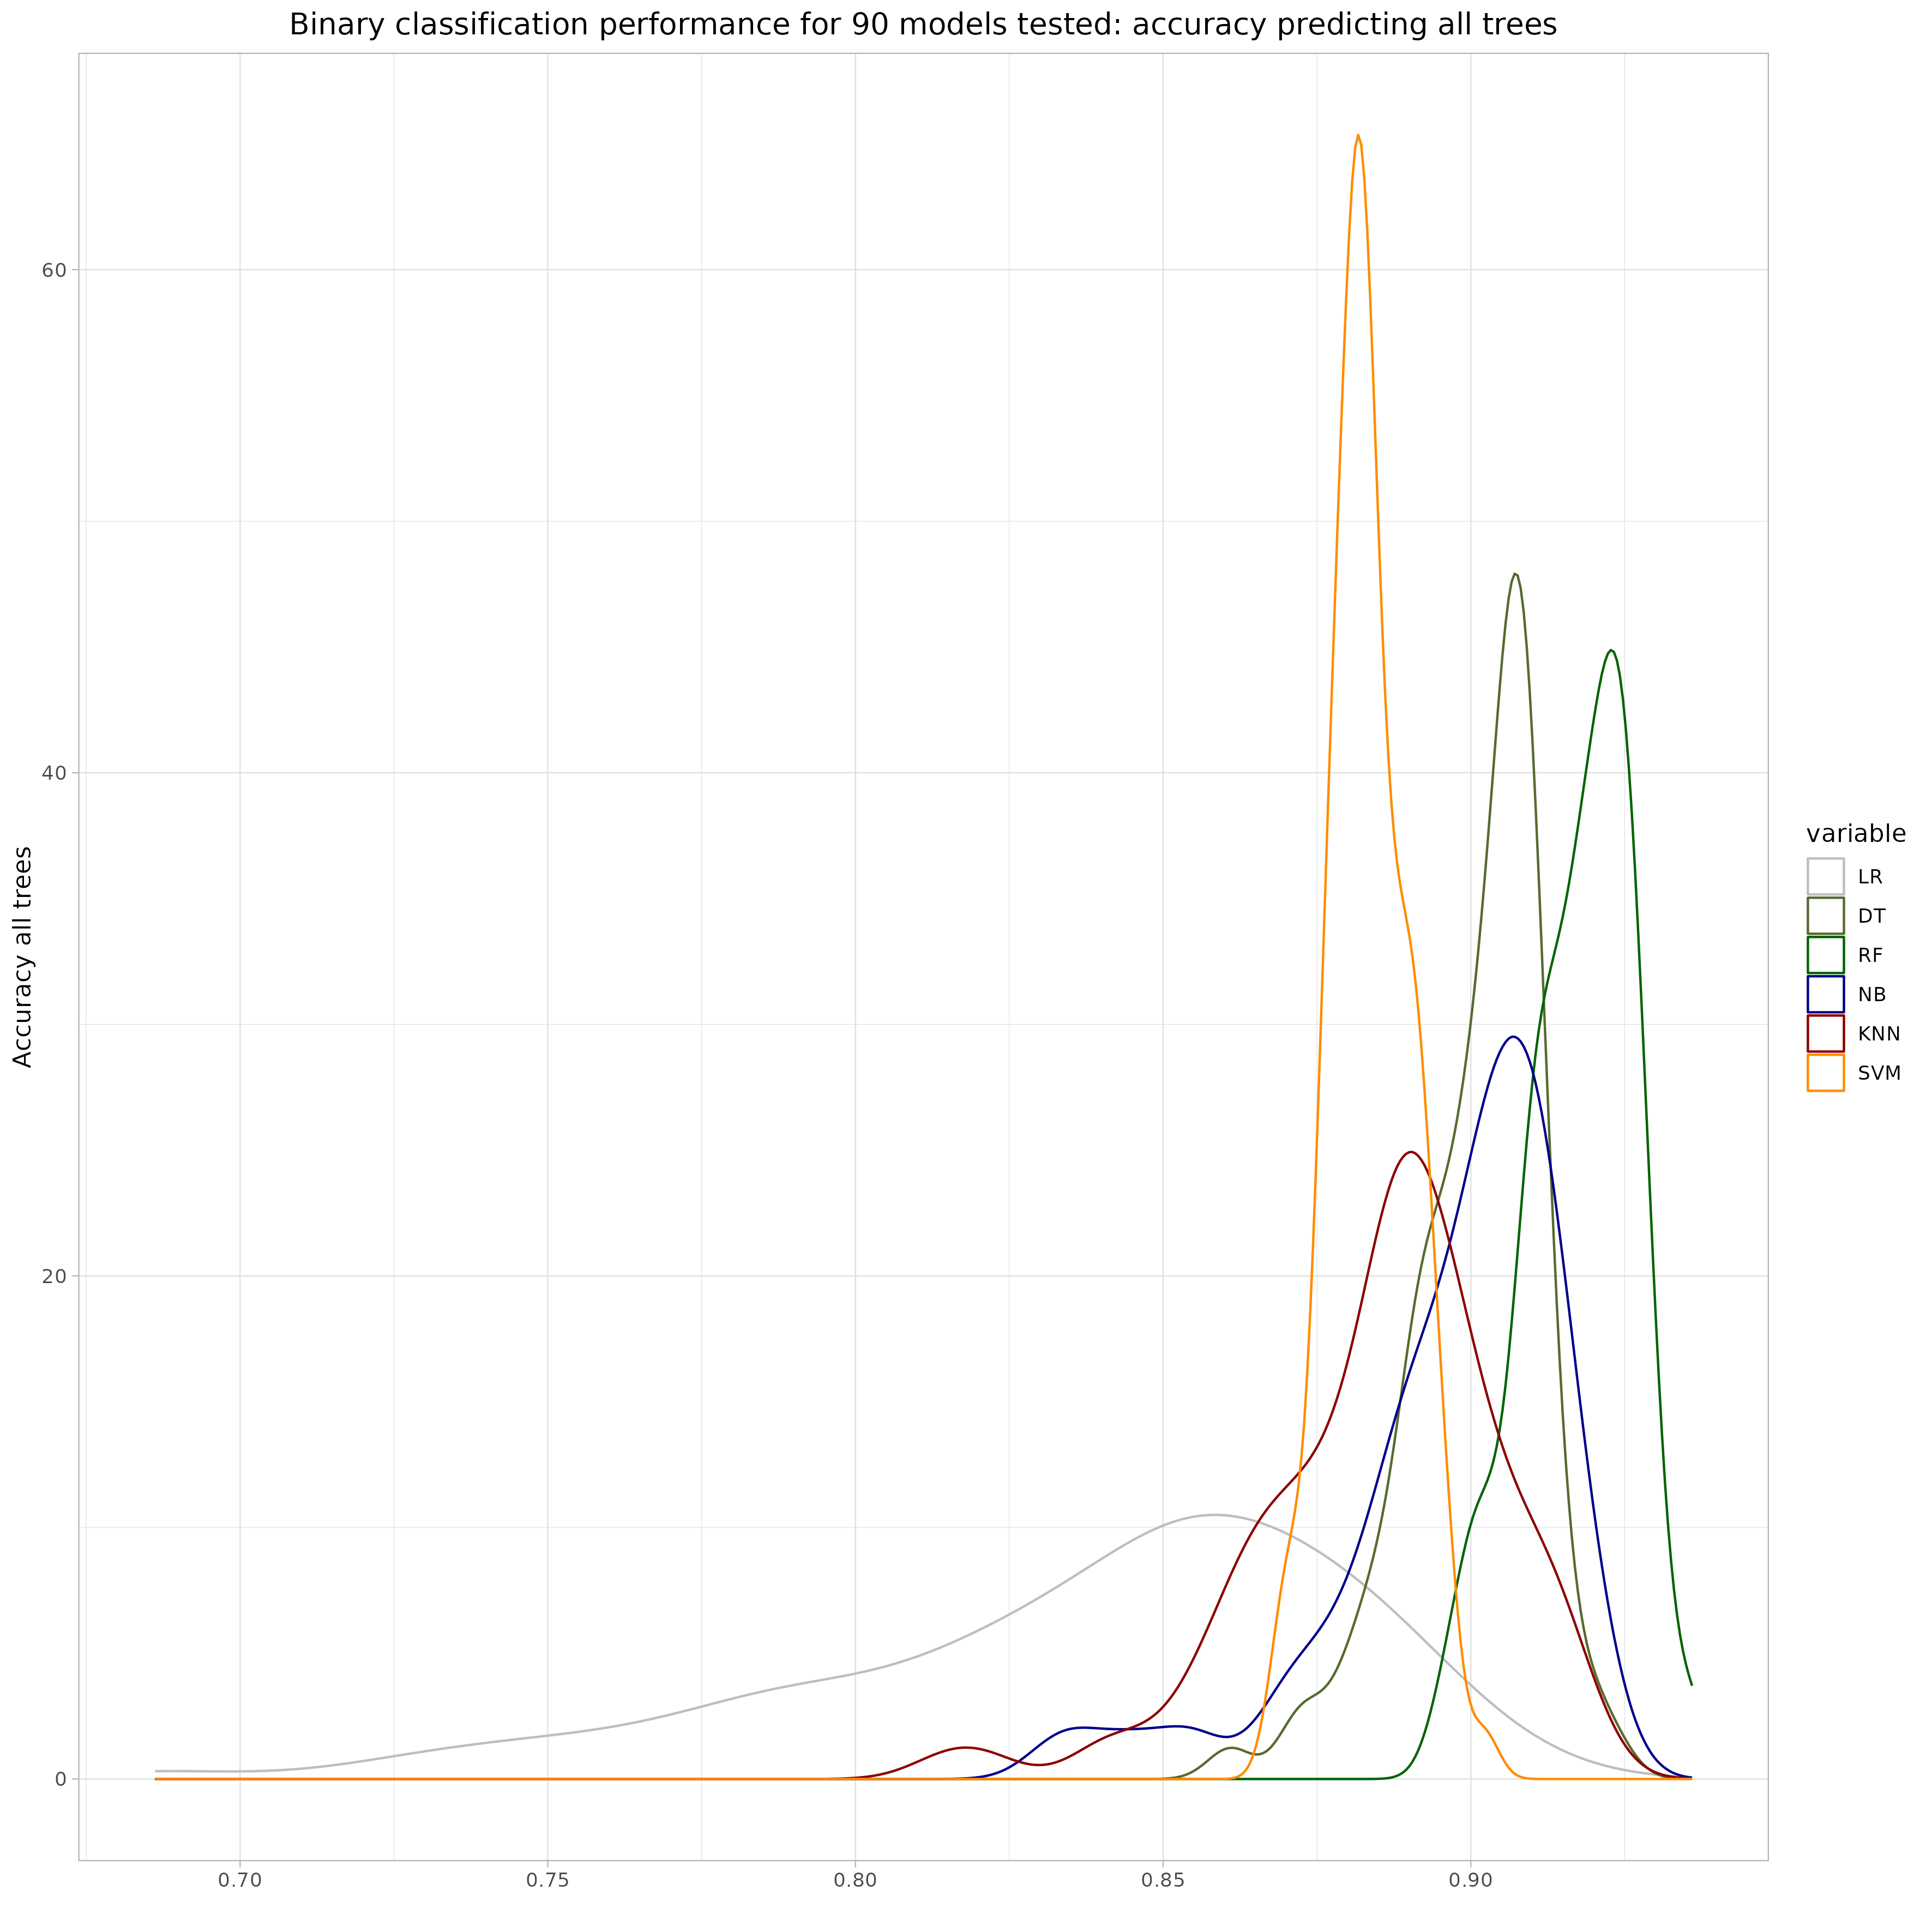 Binary classification performance for 90 models tested: accuracy predicting all trees
Accuracy all trees
60
40
20
0
0.70 0.75 0.80 0.85 0.90
variable
LR
DT
RF
NB
KNN
SVM